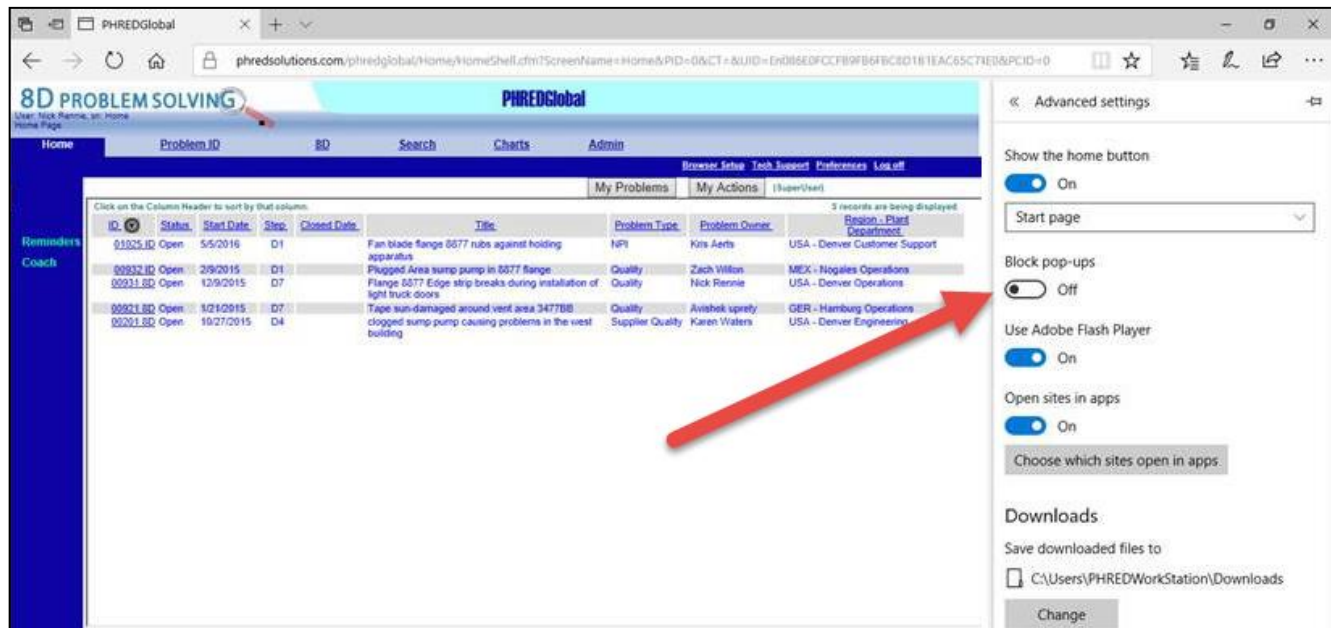 PHREDGlobal
phredsolutions.com/phredglobal/Home/HomeShell.cfm?ScreenName=Home&PID=0&CT=&UID=
8D PROBLEM SOLVING
PHREDGlobal
User: Nick Rennie, sn: Home
Home Page
Home Problem ID 8D Search Charts Admin
Browser Setup Tech Support Preferences Log off
My Problems My Actions (SuperUser)
Click on the Column Header to sort by that column. 5 records are being displayed
ID Status Start Date Step Closed Date Title Problem Type Problem Owner Region - Plant
Department
01025 ID Open 5/5/2016 D1 Fan blade flange 8877 rubs against holding NPI Kris Aerts USA - Denver Customer Support
apparatus
00932 ID Open 2/9/2015 D1 Plugged Area sump pump in 8877 flange Quality Zach Willon MEX - Nogales Operations
00931 8D Open 12/9/2015 D7 Flange 8877 Edge strip breaks during installation of Quality Nick Rennie USA - Denver Operations
light truck doors
00921 8D Open 1/21/2015 D7 Tape sun-damaged around vent area 3477BB Quality Avishek uprety GER - Hamburg Operations
00201 8D Open 10/27/2015 D4 clogged sump pump causing problems in the west Supplier Quality Karen Waters USA - Denver Engineering
building
Reminders
Coach
Advanced settings
Show the home button
On
Start page
Block pop-ups
Off
Use Adobe Flash Player
On
Open sites in apps
On
Choose which sites open in apps
Downloads
Save downloaded files to
C:\Users\PHREDWorkStation\Downloads
Change